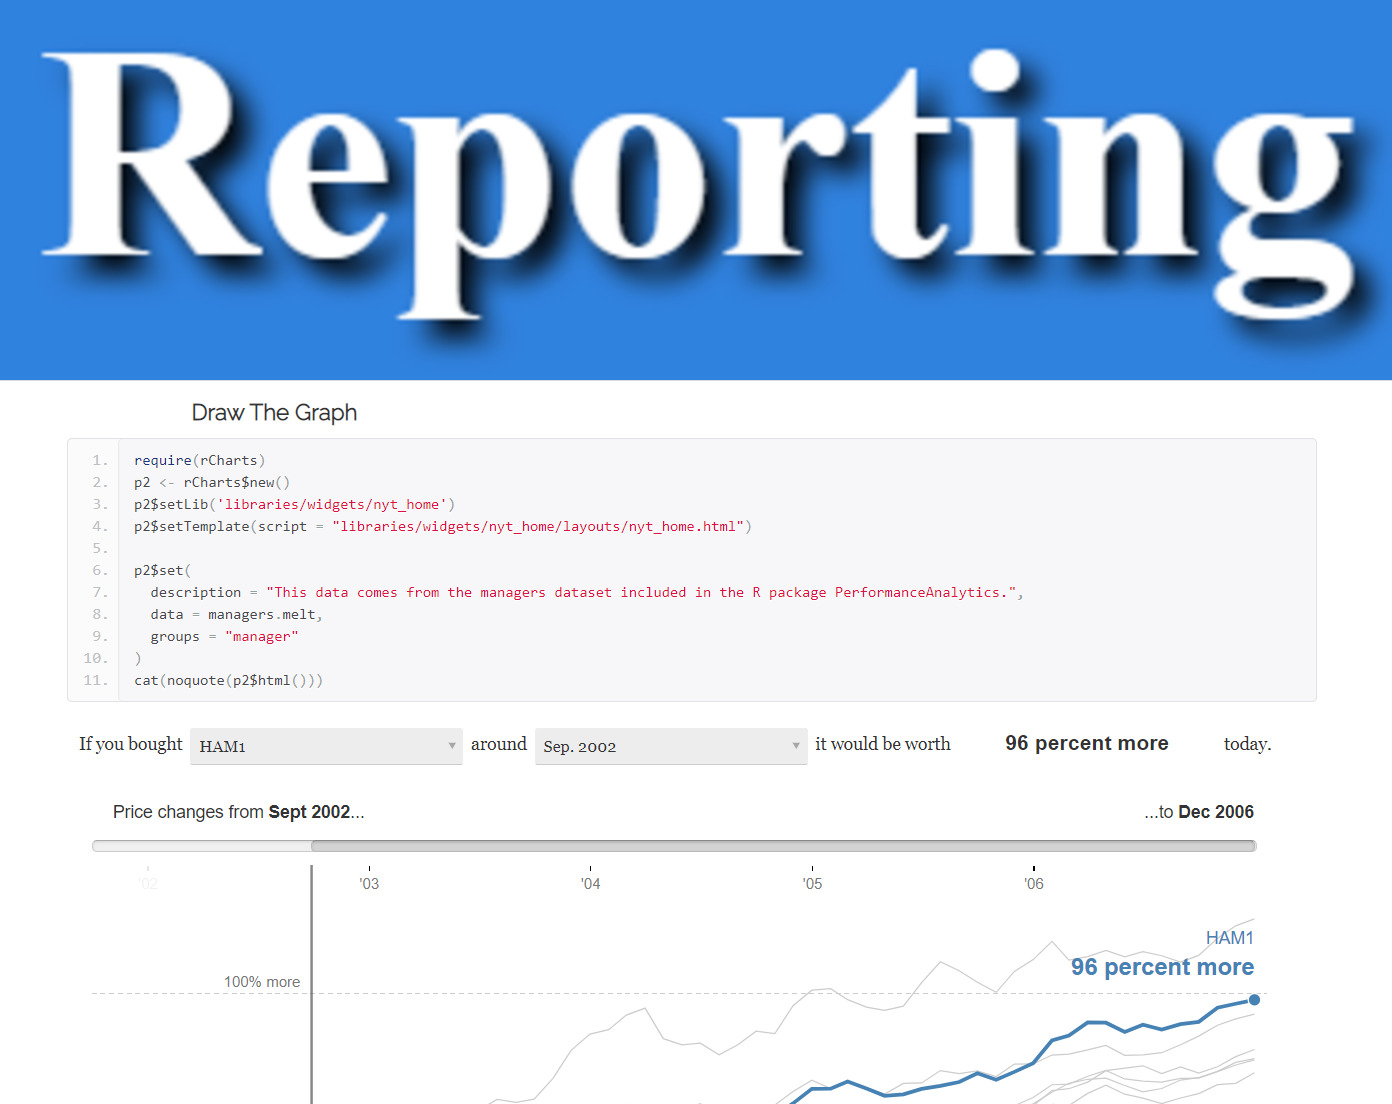 Reporting
Draw The Graph
1. require(rCharts)
2. p2 <- rCharts$new()
3. p2$setLib('libraries/widgets/nyt_home')
4. p2$setTemplate(script = "libraries/widgets/nyt_home/layouts/nyt_home.html")
5.
6. p2$set(
7. description = "This data comes from the managers dataset included in the R package PerformanceAnalytics.",
8. data = managers.melt,
9. groups = "manager"
10. )
11. cat(noquote(p2$html()))
If you bought HAM1 around Sep. 2002 it would be worth 96 percent more today.
Price changes from Sept 2002... ...to Dec 2006
'02 '03 '04 '05 '06
HAM1
96 percent more
100% more